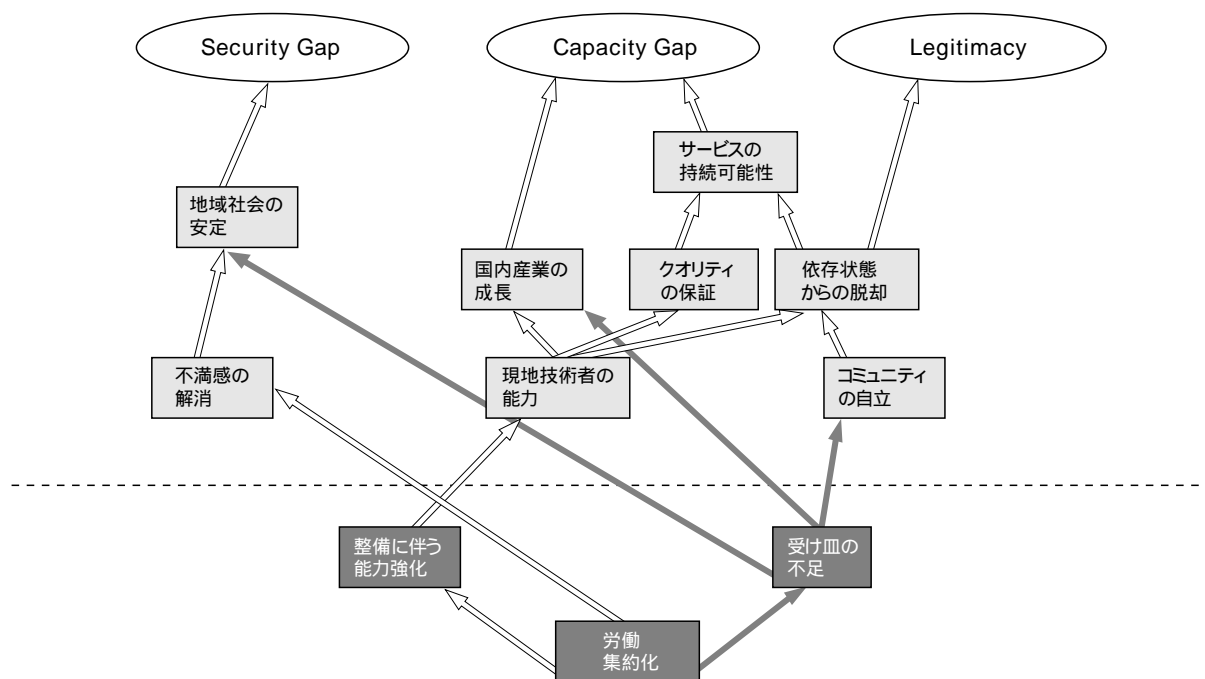 Security Gap
Capacity Gap
Legitimacy
サービスの
持続可能性
地域社会の
安定
国内産業の
成長
クオリティ
の保証
依存状態
からの脱却
不満感の
解消
現地技術者の
能力
コミュニティ
の自立
整備に伴う
能力強化
受け皿の
不足
労働
集約化